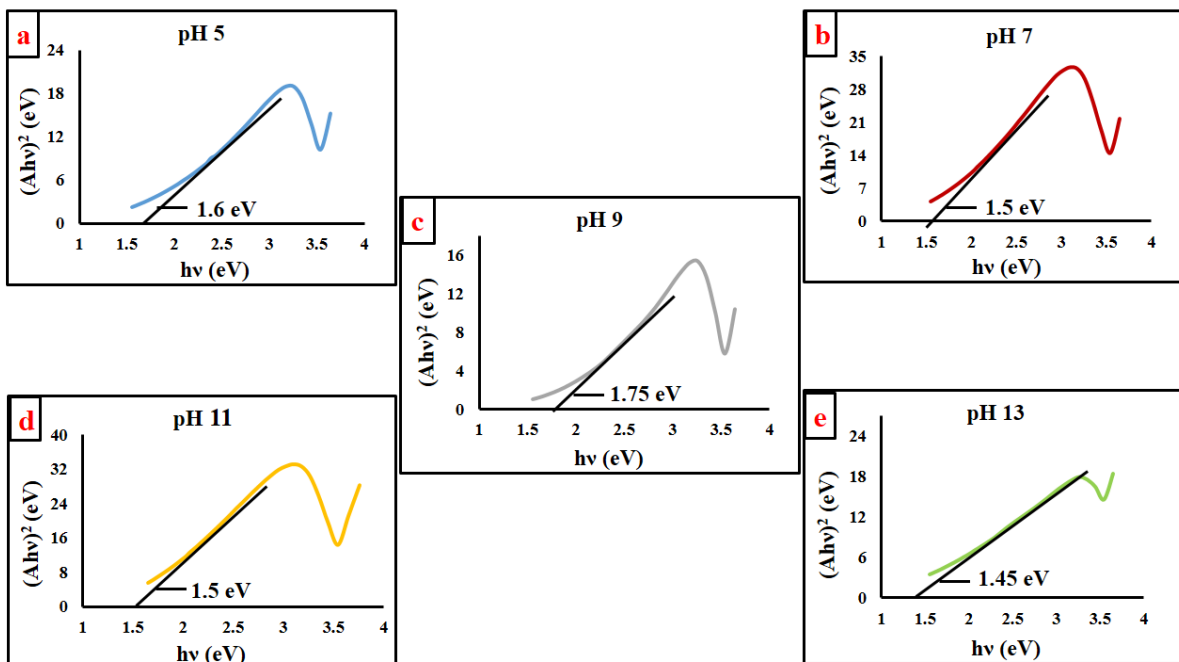 a
pH 5
(Ahν)² (eV)
24
18
12
6
0
1.6 eV
1 1.5 2 2.5 3 3.5 4
hν (eV)
b
pH 7
(Ahν)² (eV)
35
28
21
14
7
0
1.5 eV
1 1.5 2 2.5 3 3.5 4
hν (eV)
c
pH 9
(Ahν)² (eV)
16
12
8
4
0
1.75 eV
1 1.5 2 2.5 3 3.5 4
hν (eV)
d
pH 11
(Ahν)² (eV)
40
32
24
16
8
0
1.5 eV
1 1.5 2 2.5 3 3.5 4
hν (eV)
e
pH 13
(Ahν)² (eV)
24
18
12
6
0
1.45 eV
1 1.5 2 2.5 3 3.5 4
hν (eV)